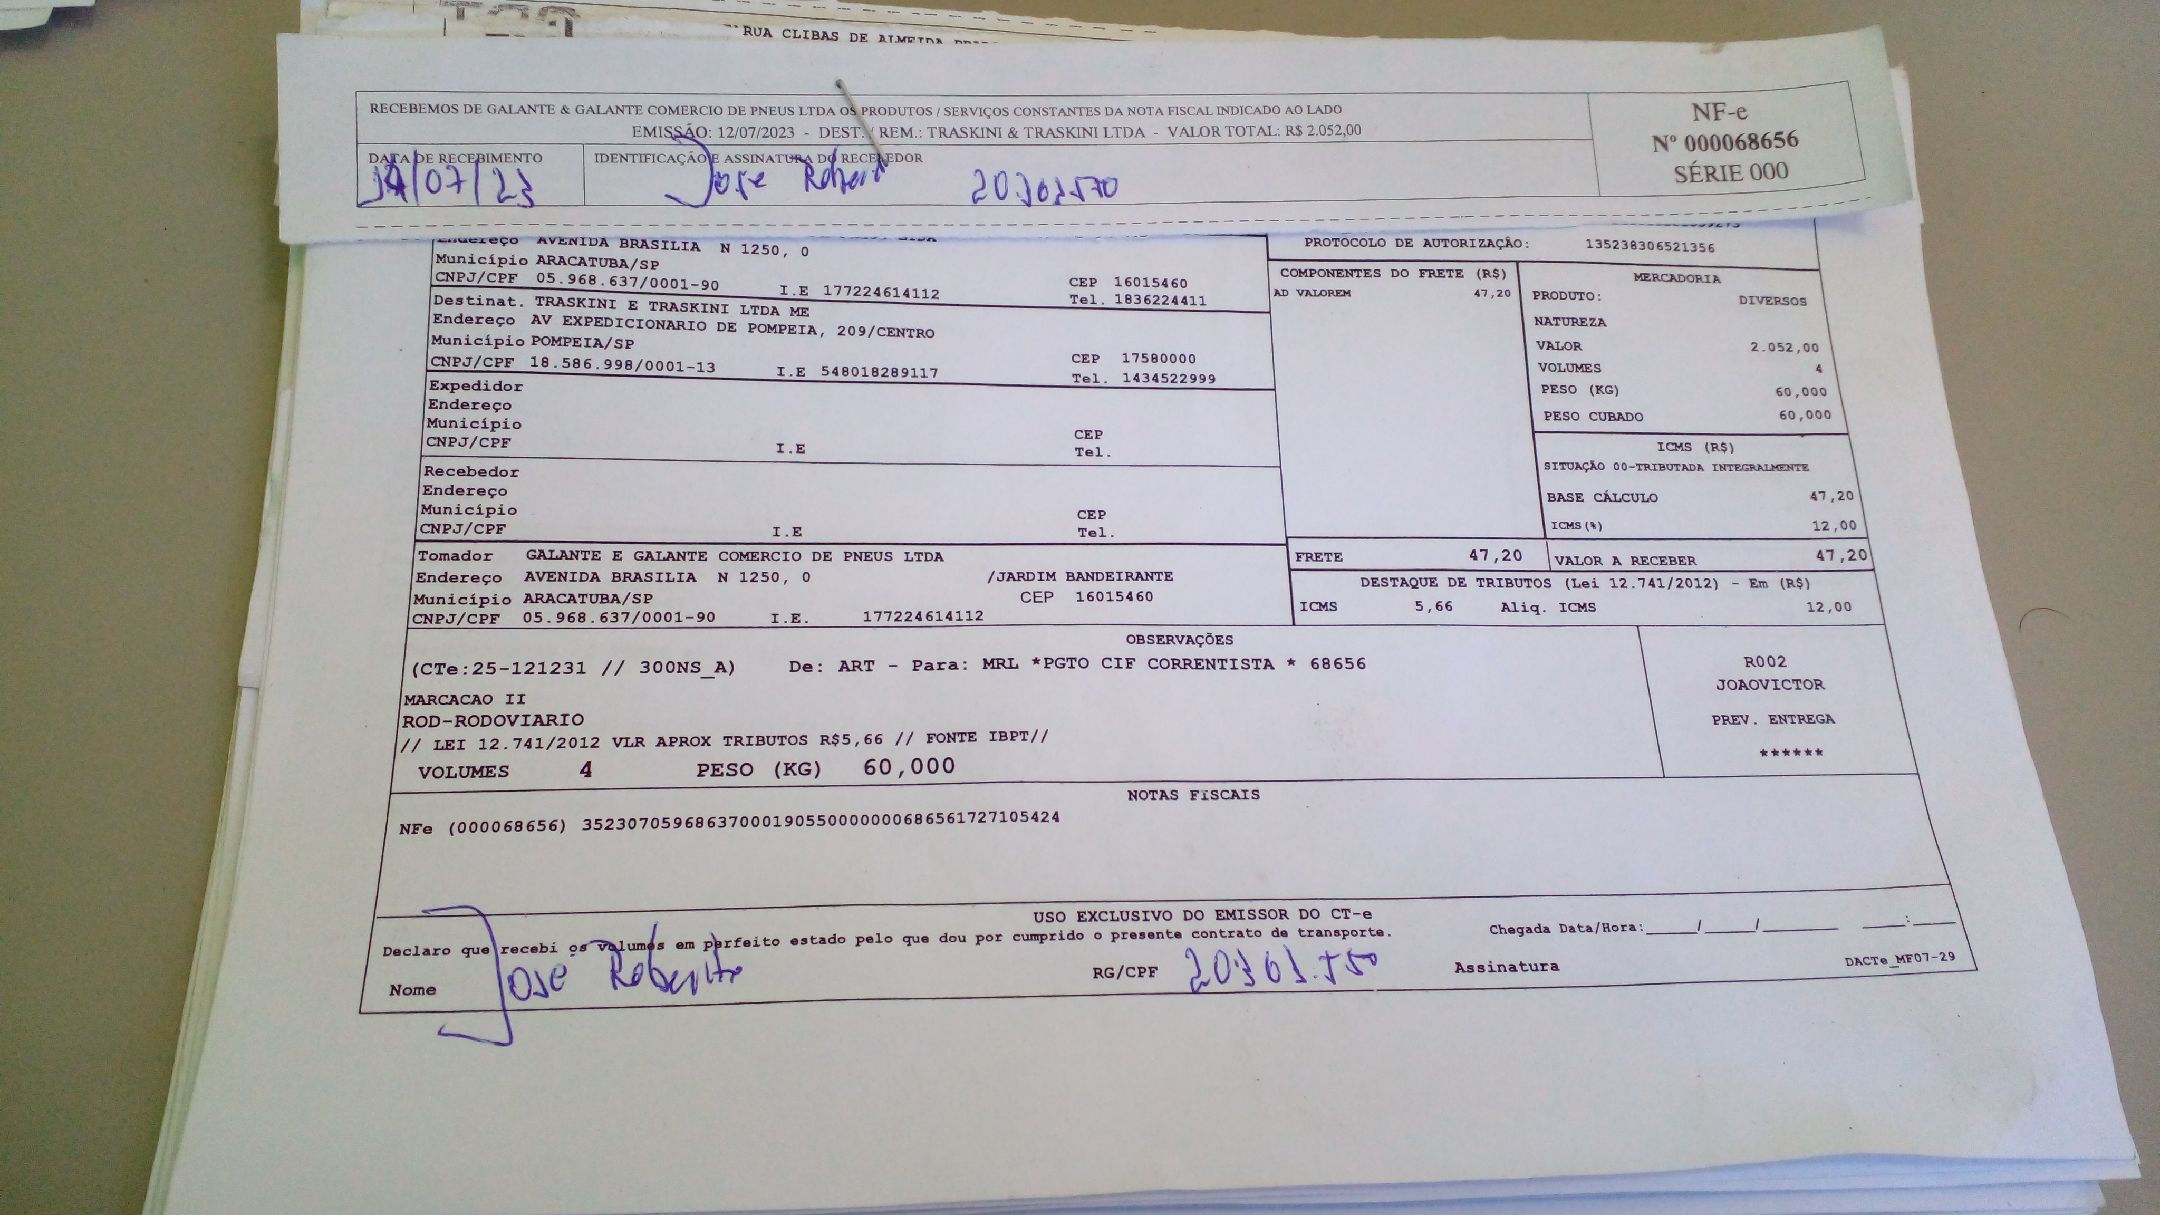 RUA CLIBAS DE ALMEIDA
RECEBEMOS DE GALANTE & GALANTE COMERCIO DE PNEUS LTDA OS PRODUTOS / SERVIÇOS CONSTANTES DA NOTA FISCAL INDICADO AO LADO
EMISSÃO: 12/07/2023 - DEST. / REM.: TRASKINI & TRASKINI LTDA - VALOR TOTAL: R$ 2.052,00
NF-e
Nº 000068656
SÉRIE 000
DATA DE RECEBIMENTO
IDENTIFICAÇÃO E ASSINATURA DO RECEBEDOR
/07/23 Jose
Endereço AVENIDA BRASILIA N 1250, 0
Município ARACATUBA/SP
CNPJ/CPF 05.968.637/0001-90 I.E 177224614112 CEP 16015460
Tel. 1836224411
Destinat. TRASKINI E TRASKINI LTDA ME
Endereço AV EXPEDICIONARIO DE POMPEIA, 209/CENTRO
Município POMPEIA/SP
CNPJ/CPF 18.586.998/0001-13 I.E 548018289117 CEP 17580000
Tel. 1434522999
Expedidor
Endereço
Município
CNPJ/CPF I.E CEP
Tel.
Recebedor
Endereço
Município
CNPJ/CPF I.E CEP
Tel.
Tomador GALANTE E GALANTE COMERCIO DE PNEUS LTDA
Endereço AVENIDA BRASILIA N 1250, 0 /JARDIM BANDEIRANTE
Município ARACATUBA/SP CEP 16015460
CNPJ/CPF 05.968.637/0001-90 I.E. 177224614112
PROTOCOLO DE AUTORIZAÇÃO: 135238306521356
COMPONENTES DO FRETE (R$)
AD VALOREM 47,20
MERCADORIA
PRODUTO: DIVERSOS
NATUREZA
VALOR 2.052,00
VOLUMES 4
PESO (KG) 60,000
PESO CUBADO 60,000
ICMS (R$)
SITUAÇÃO 00-TRIBUTADA INTEGRALMENTE
BASE CÁLCULO 47,20
ICMS(%) 12,00
FRETE 47,20 VALOR A RECEBER 47,20
DESTAQUE DE TRIBUTOS (Lei 12.741/2012) - Em (R$)
ICMS 5,66 Aliq. ICMS 12,00
OBSERVAÇÕES
(CTe:25-121231 // 300NS_A) De: ART - Para: MRL *PGTO CIF CORRENTISTA * 68656
MARCACAO II
ROD-RODOVIARIO
// LEI 12.741/2012 VLR APROX TRIBUTOS R$5,66 // FONTE IBPT//
VOLUMES 4 PESO (KG) 60,000
R002
JOAOVICTOR
PREV. ENTREGA
******
NOTAS FISCAIS
NFe (000068656) 35230705968637000190550000000686561727105424
USO EXCLUSIVO DO EMISSOR DO CT-e
Declaro que recebi os volumes em perfeito estado pelo que dou por cumprido o presente contrato de transporte.
Chegada Data/Hora:_____/_____/_______ ____:____
Nome Jose RG/CPF Assinatura
DACTe_MF07-29